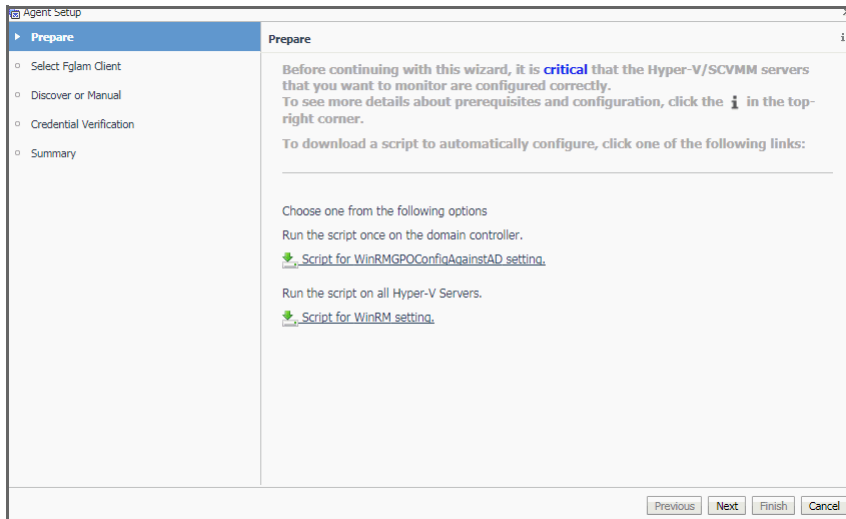 Agent Setup
Prepare
Select Fglam Client
Discover or Manual
Credential Verification
Summary
Prepare
i
Before continuing with this wizard, it is critical that the Hyper-V/SCVMM servers
that you want to monitor are configured correctly.
To see more details about prerequisites and configuration, click the i in the top-
right corner.
To download a script to automatically configure, click one of the following links:
Choose one from the following options
Run the script once on the domain controller.
Script for WinRMGPOConfigAgainstAD setting.
Run the script on all Hyper-V Servers.
Script for WinRM setting.
Previous Next Finish Cancel